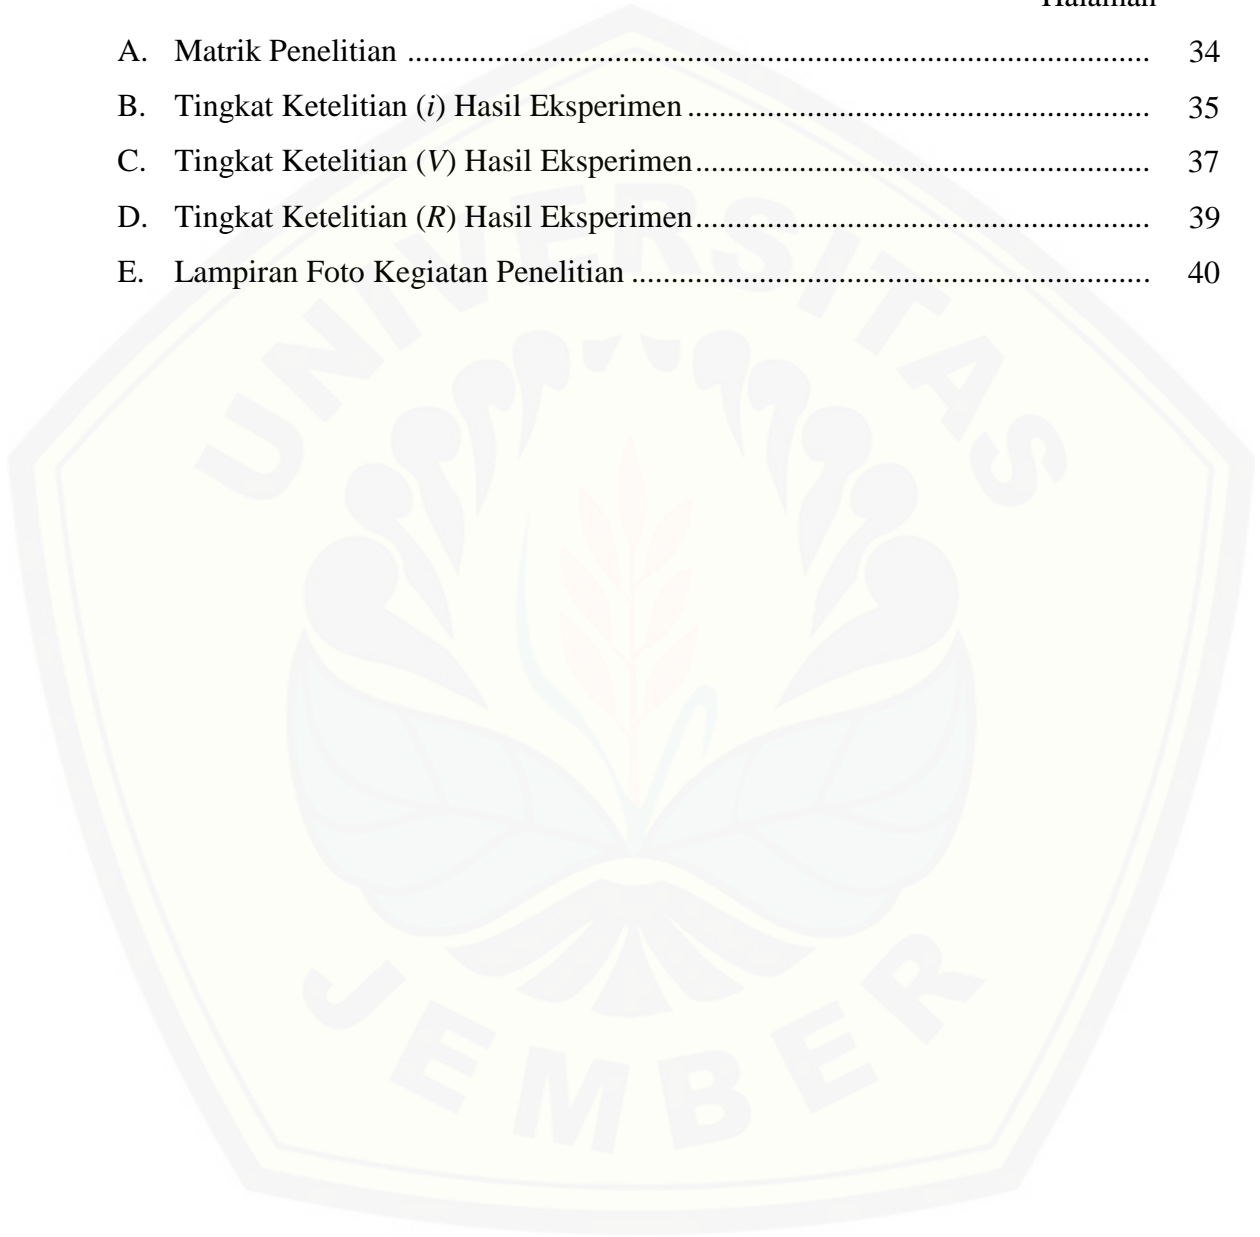 Halaman
A. Matrik Penelitian ........................................................................................ 34
B. Tingkat Ketelitian (i) Hasil Eksperimen ....................................................... 35
C. Tingkat Ketelitian (V) Hasil Eksperimen...................................................... 37
D. Tingkat Ketelitian (R) Hasil Eksperimen...................................................... 39
E. Lampiran Foto Kegiatan Penelitian ............................................................. 40
UNIVERSITAS
JEMBER